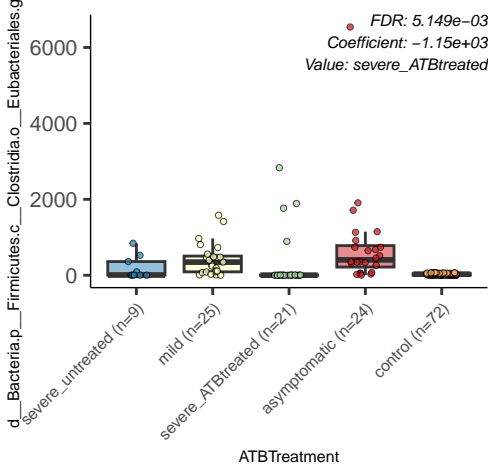 FDR: 5.149e−03
Coefficient: −1.15e+03
Value: severe_ATBtreated
d__Bacteria.p__Firmicutes.c__Clostridia.o__Eubacteriales.g
6000
4000
2000
0
severe_untreated (n=9)
mild (n=25)
severe_ATBtreated (n=21)
asymptomatic (n=24)
control (n=72)
ATBTreatment